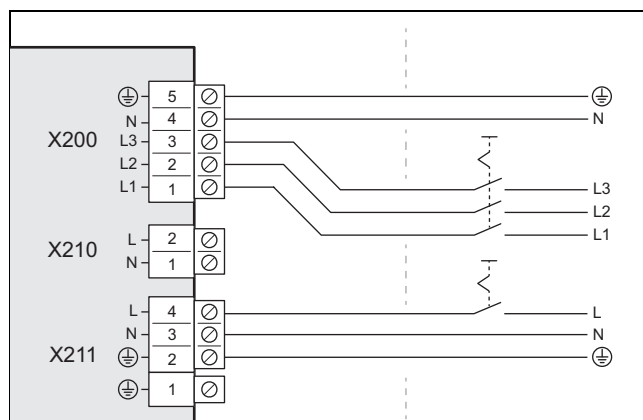 ⏚ 5 ⏚
N 4 N
X200 L3 3
L2 2 L3
L1 1 L2
L1
L 2
X210 N 1
L 4 L
N 3 N
X211 ⏚ 2 ⏚
⏚ 1